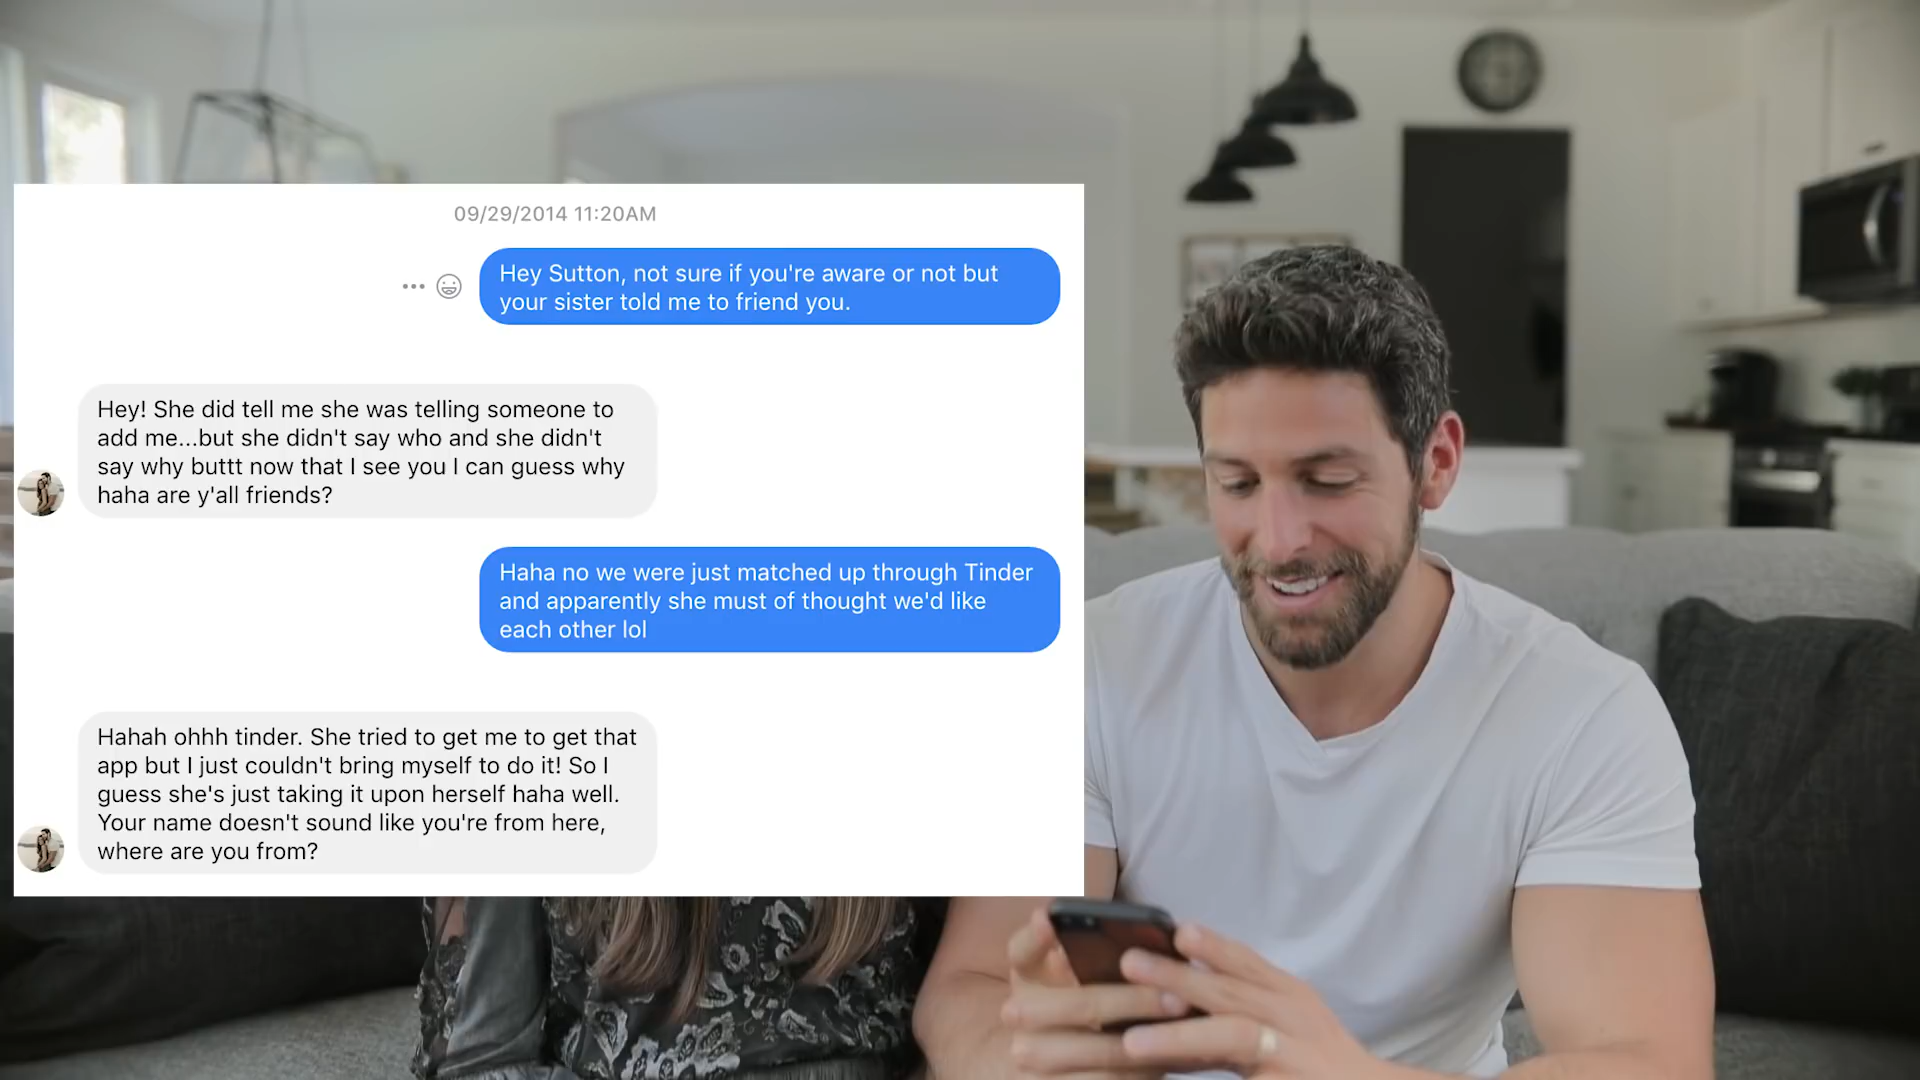 09/29/2014 11:20AM
Hey Sutton, not sure if you're aware or not but
your sister told me to friend you.
Hey! She did tell me she was telling someone to
add me...but she didn't say who and she didn't
say why buttt now that I see you I can guess why
haha are y'all friends?
Haha no we were just matched up through Tinder
and apparently she must of thought we'd like
each other lol
Hahah ohhh tinder. She tried to get me to get that
app but I just couldn't bring myself to do it! So I
guess she's just taking it upon herself haha well.
Your name doesn't sound like you're from here,
where are you from?